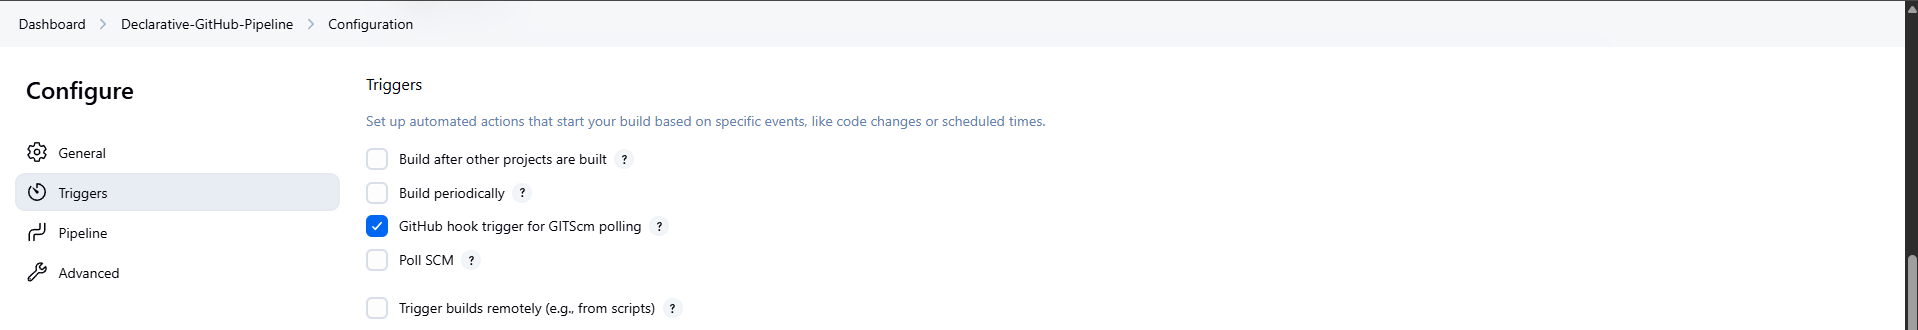 Dashboard > Declarative-GitHub-Pipeline > Configuration
Configure
General
Triggers
Pipeline
Advanced
Triggers
Set up automated actions that start your build based on specific events, like code changes or scheduled times.
Build after other projects are built ?
Build periodically ?
GitHub hook trigger for GITScm polling ?
Poll SCM ?
Trigger builds remotely (e.g., from scripts) ?